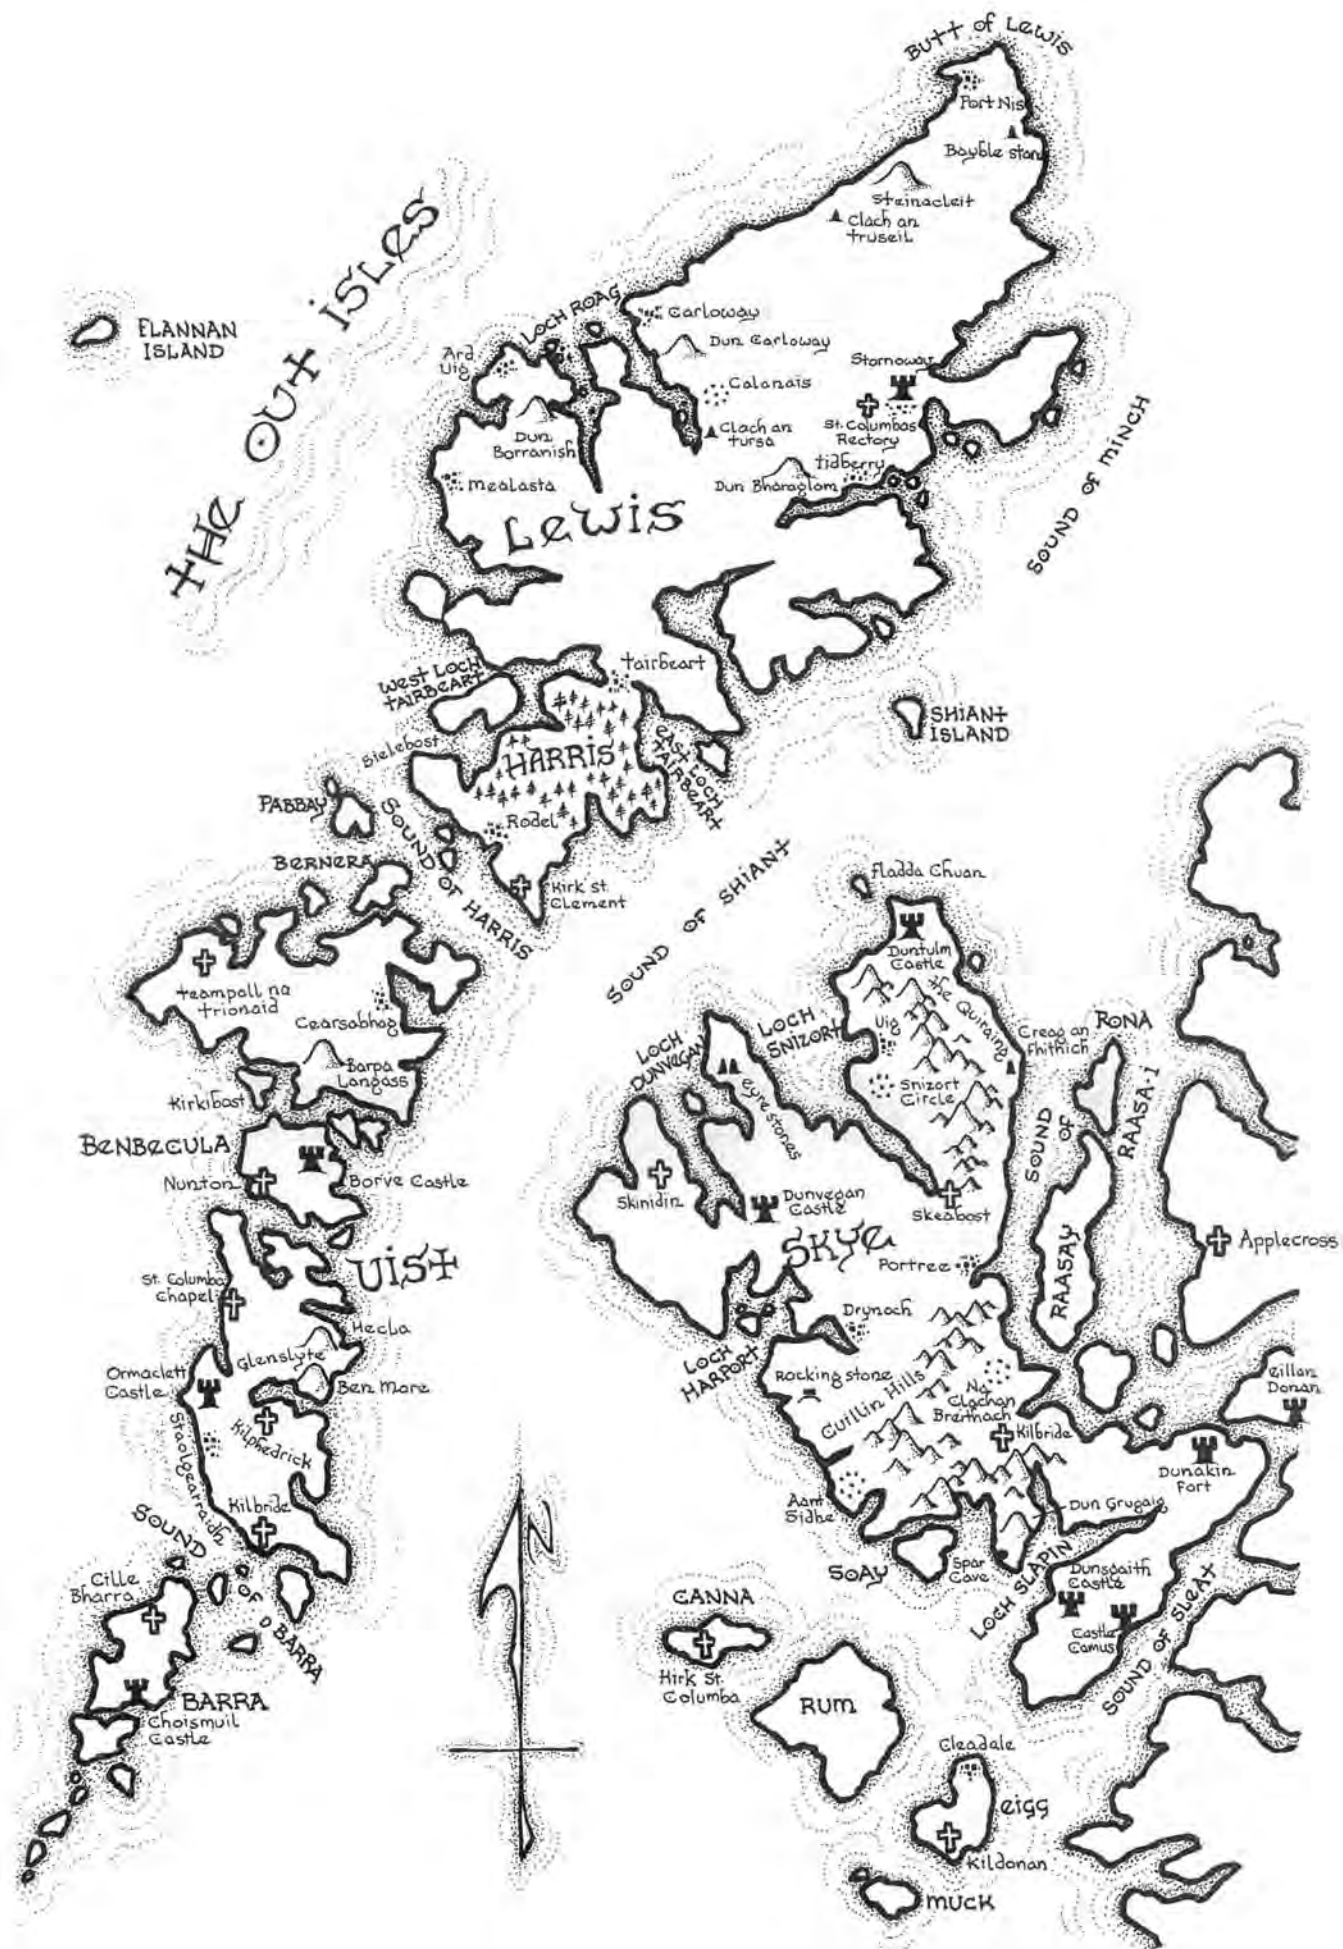 Butt of Lewis
Port Nis
Bayble stone
Steinacleit
Clach an
truseil
THE OUT ISLES
FLANNAN
ISLAND
LOCH ROAG
Carloway
Dun Carloway
Ard
Uig
Stornoway
Calanais
Clach an
tursa
St. Columbas
Rectory
Dun
Borranish
tidberry
Dun Bharaglom
mealasta
LEWIS
SOUND OF MINCH
West Loch
tAIRBEART
tairbeart
SHIANT
ISLAND
EAST LOCH
TAIRBEART
Sielebost
HARRIS
PABBAY
SOUND OF HARRIS
Rodel
BERNERA
Kirk st.
Clement
SOUND OF SHIANT
fladda Chuan
Duntulm
Castle
teampall na
trionaid
Cearsabhag
the Quiraing
LOCH
SNIZORT
LOCH
DUNVEGAN
Uig
Creag an
fhithich
RONA
Barpa
Langass
eyre stones
Snizort
Circle
Kirkibost
SOUND OF
RAASA·I
BENBECULA
Nunton
Borve Castle
Skinidin
Dunvegan
Castle
Skeabost
SKYE
Applecross
UIST
Portree
RAASAY
St. Columba
Chapel
Hecla
Drynoch
Glenslyte
LOCH
HARPORT
Ormaclett
Castle
Ben More
Rocking stone
Cuillin Hills
Na
Clachan
Breitnach
eillan
Donan
Kilphedrick
Staolgearraidh
Kilbride
Dunakin
fort
Kilbride
Aant
Sidhe
Dun Grugaig
SOUND
OF
BARRA
SOAY
Spar
Cave
LOCH SLAPIN
Dunsgaith
Castle
Cille
Bharra
CANNA
Castle
Camus
SOUND OF SLEAT
Kirk St.
Columba
BARRA
Choismuil
Castle
RUM
N
Cleadale
eigg
Kildonan
MUCK